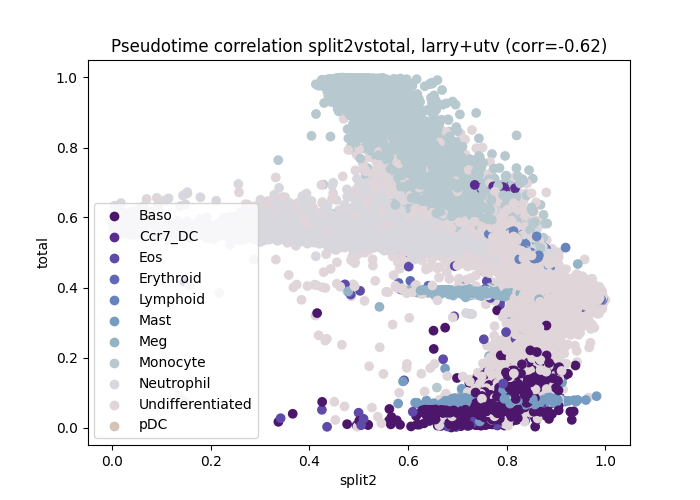 Pseudotime correlation split2vstotal, larry+utv (corr=-0.62)
1.0
0.8
0.6
0.4
0.2
0.0
total
Baso
Ccr7_DC
Eos
Erythroid
Lymphoid
Mast
Meg
Monocyte
Neutrophil
Undifferentiated
pDC
0.0 0.2 0.4 0.6 0.8 1.0
split2